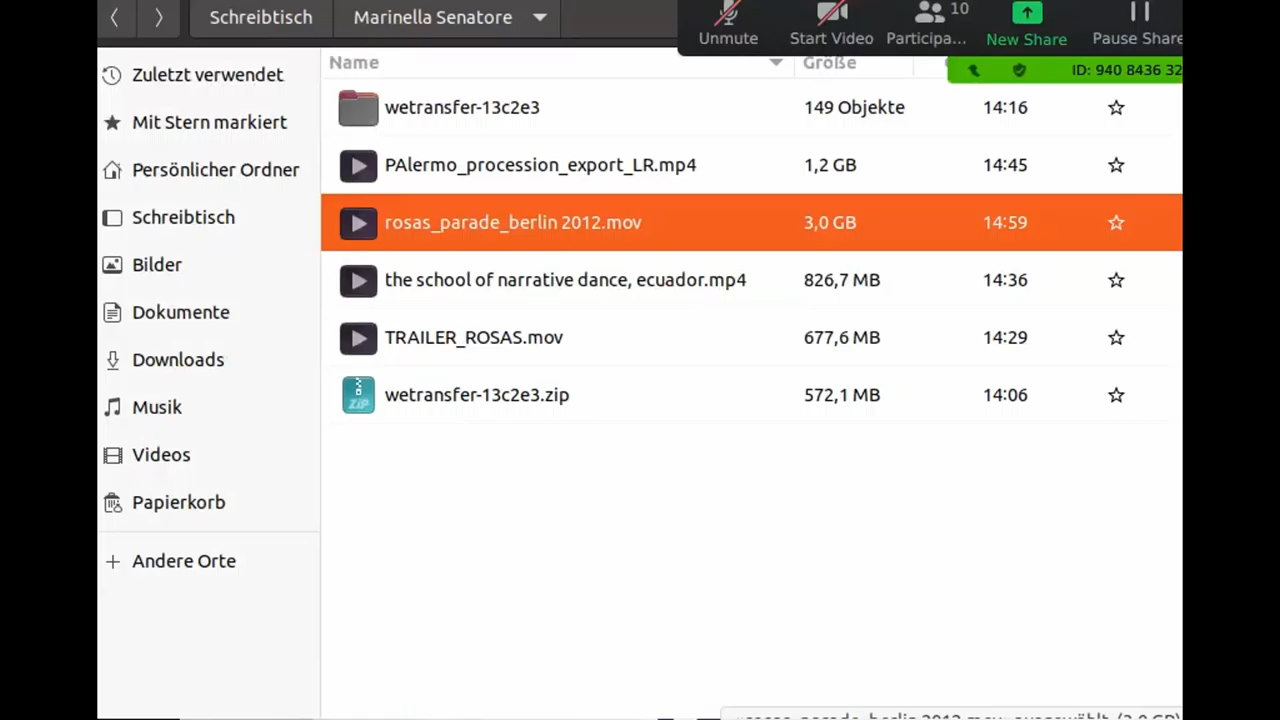 Schreibtisch
Marinella Senatore
Unmute
Start Video
Participa...
10
New Share
Pause Share
ID: 940 8436 32
Name
Größe
Zuletzt verwendet
Mit Stern markiert
Persönlicher Ordner
Schreibtisch
Bilder
Dokumente
Downloads
Musik
Videos
Papierkorb
Andere Orte
wetransfer-13c2e3 149 Objekte 14:16
PAlermo_procession_export_LR.mp4 1,2 GB 14:45
rosas_parade_berlin 2012.mov 3,0 GB 14:59
the school of narrative dance, ecuador.mp4 826,7 MB 14:36
TRAILER_ROSAS.mov 677,6 MB 14:29
ZIP wetransfer-13c2e3.zip 572,1 MB 14:06